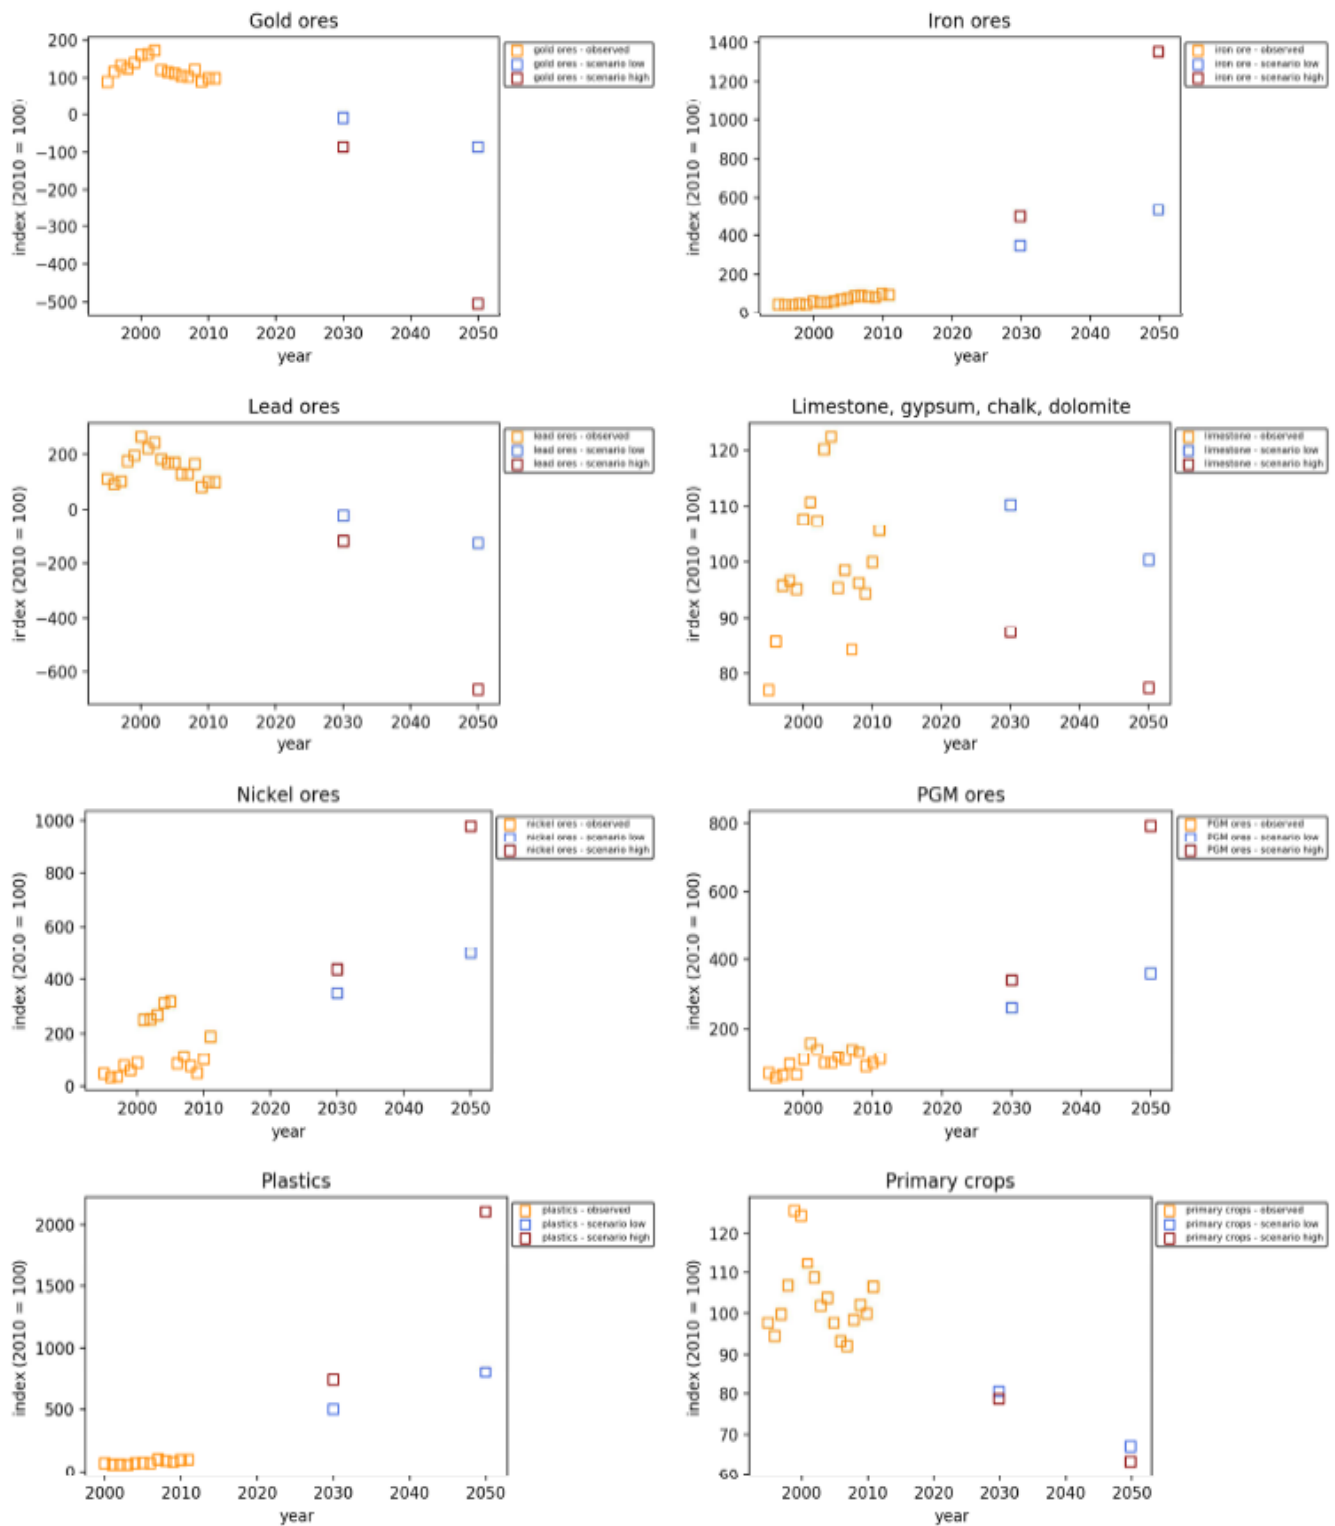 Gold ores
200
100
0
−100
−200
−300
−400
−500
index (2010 = 100)
2000 2010 2020 2030 2040 2050
year
gold ores - observed
gold ores - scenario low
gold ores - scenario high
Iron ores
1400
1200
1000
800
600
400
200
0
index (2010 = 100)
2000 2010 2020 2030 2040 2050
year
iron ore - observed
iron ore - scenario low
iron ore - scenario high
Lead ores
200
0
−200
−400
−600
index (2010 = 100)
2000 2010 2020 2030 2040 2050
year
lead ores - observed
lead ores - scenario low
lead ores - scenario high
Limestone, gypsum, chalk, dolomite
120
110
100
90
80
index (2010 = 100)
2000 2010 2020 2030 2040 2050
year
limestone - observed
limestone - scenario low
limestone - scenario high
Nickel ores
1000
800
600
400
200
0
index (2010 = 100)
2000 2010 2020 2030 2040 2050
year
nickel ores - observed
nickel ores - scenario low
nickel ores - scenario high
PGM ores
800
600
400
200
index (2010 = 100)
2000 2010 2020 2030 2040 2050
year
PGM ores - observed
PGM ores - scenario low
PGM ores - scenario high
Plastics
2000
1500
1000
500
0
index (2010 = 100)
2000 2010 2020 2030 2040 2050
year
plastics - observed
plastics - scenario low
plastics - scenario high
Primary crops
120
110
100
90
80
70
60
index (2010 = 100)
2000 2010 2020 2030 2040 2050
year
primary crops - observed
primary crops - scenario low
primary crops - scenario high